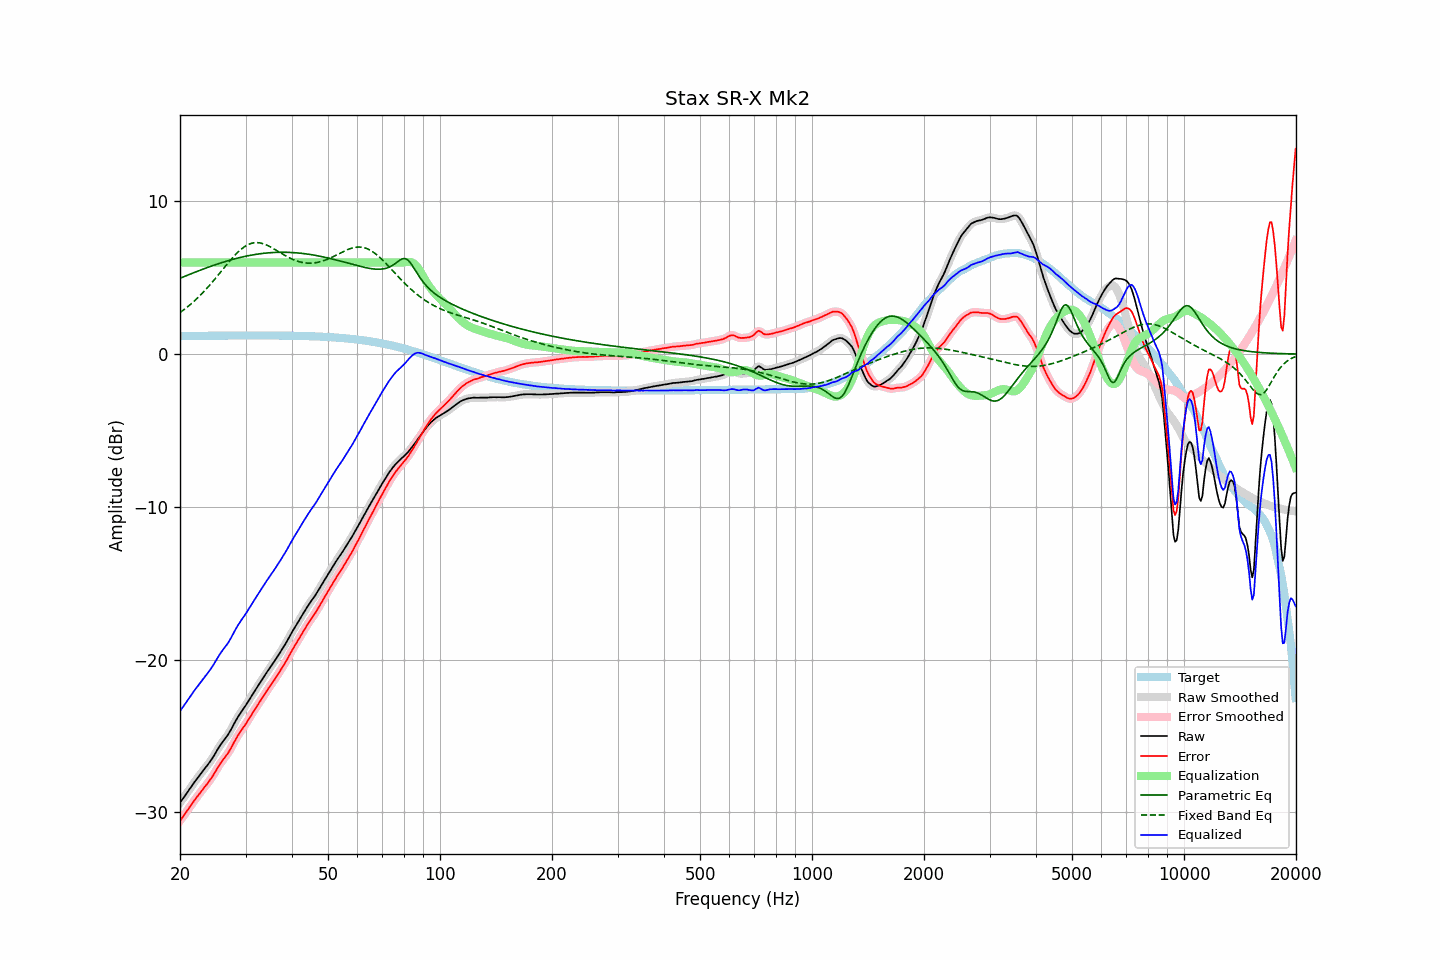 Stax SR-X Mk2
Amplitude (dBr)
10
0
−10
−20
−30
20
50
100
200
500
1000
2000
5000
10000
20000
Frequency (Hz)
Target
Raw Smoothed
Error Smoothed
Raw
Error
Equalization
Parametric Eq
Fixed Band Eq
Equalized